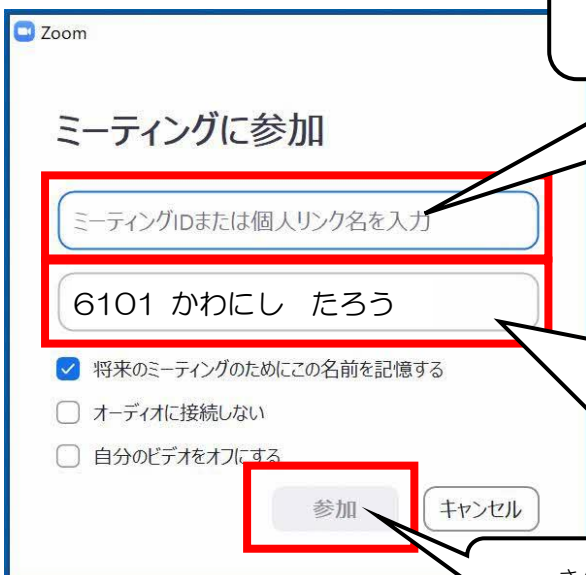 Zoom
ミーティングに参加
ミーティングIDまたは個人リンク名を入力
6101 かわにし たろう
将来のミーティングのためにこの名前を記憶する
オーディオに接続しない
自分のビデオをオフにする
参加
キャンセル